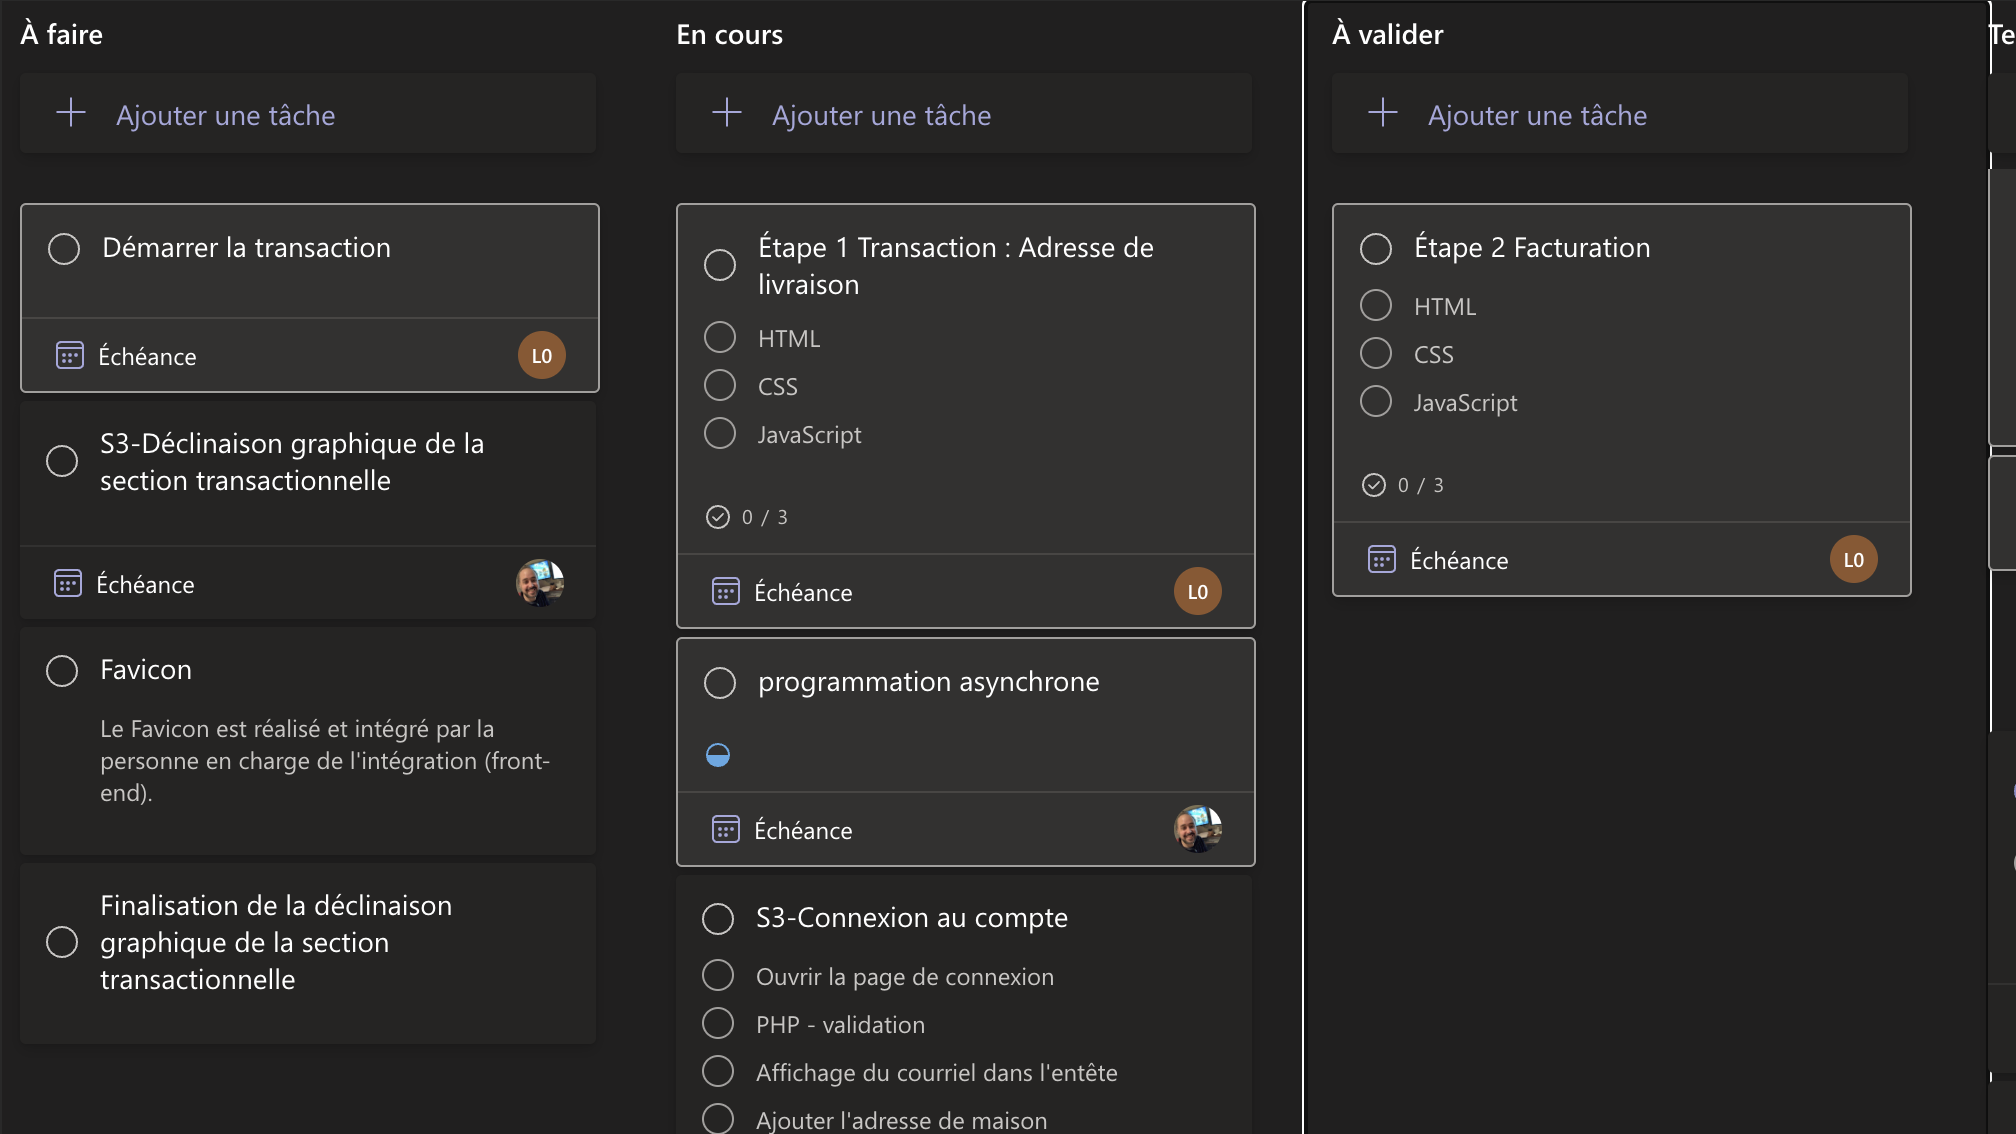 À faire
Ajouter une tâche
Démarrer la transaction
Échéance
L0
S3-Déclinaison graphique de la
section transactionnelle
Échéance
Favicon
Le Favicon est réalisé et intégré par la
personne en charge de l'intégration (front-
end).
Finalisation de la déclinaison
graphique de la section
transactionnelle
En cours
Ajouter une tâche
Étape 1 Transaction : Adresse de
livraison
HTML
CSS
JavaScript
0 / 3
Échéance
L0
programmation asynchrone
Échéance
S3-Connexion au compte
Ouvrir la page de connexion
PHP - validation
Affichage du courriel dans l'entête
Ajouter l'adresse de maison
À valider
Ajouter une tâche
Étape 2 Facturation
HTML
CSS
JavaScript
0 / 3
Échéance
L0
Te